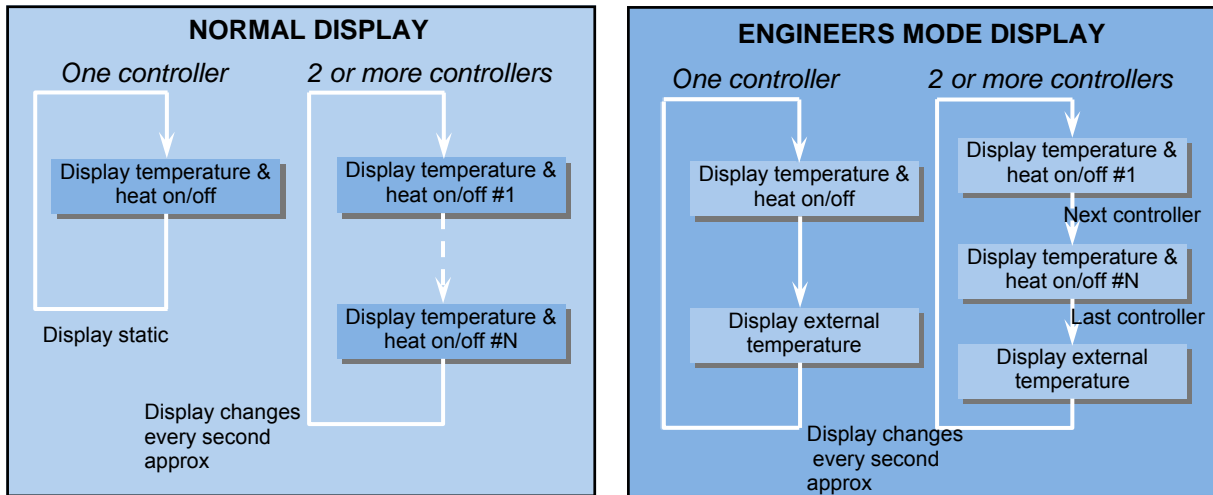 NORMAL DISPLAY
One controller
Display temperature &
heat on/off
Display static
2 or more controllers
Display temperature &
heat on/off #1
Display temperature &
heat on/off #N
Display changes
every second
approx
ENGINEERS MODE DISPLAY
One controller
Display temperature &
heat on/off
Display external
temperature
2 or more controllers
Display temperature &
heat on/off #1
Next controller
Display temperature &
heat on/off #N
Last controller
Display external
temperature
Display changes
every second
approx